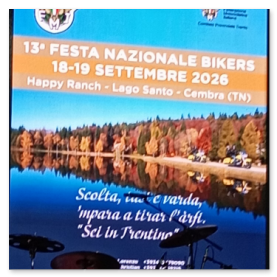 13ª FESTA NAZIONALE BIKERS
18-19 SETTEMBRE 2026
Happy Ranch - Lago Santo - Cembra (TN)
Scolta, e varda,
'mpara a tirar l'àrfi.
"Sei in Trentino"